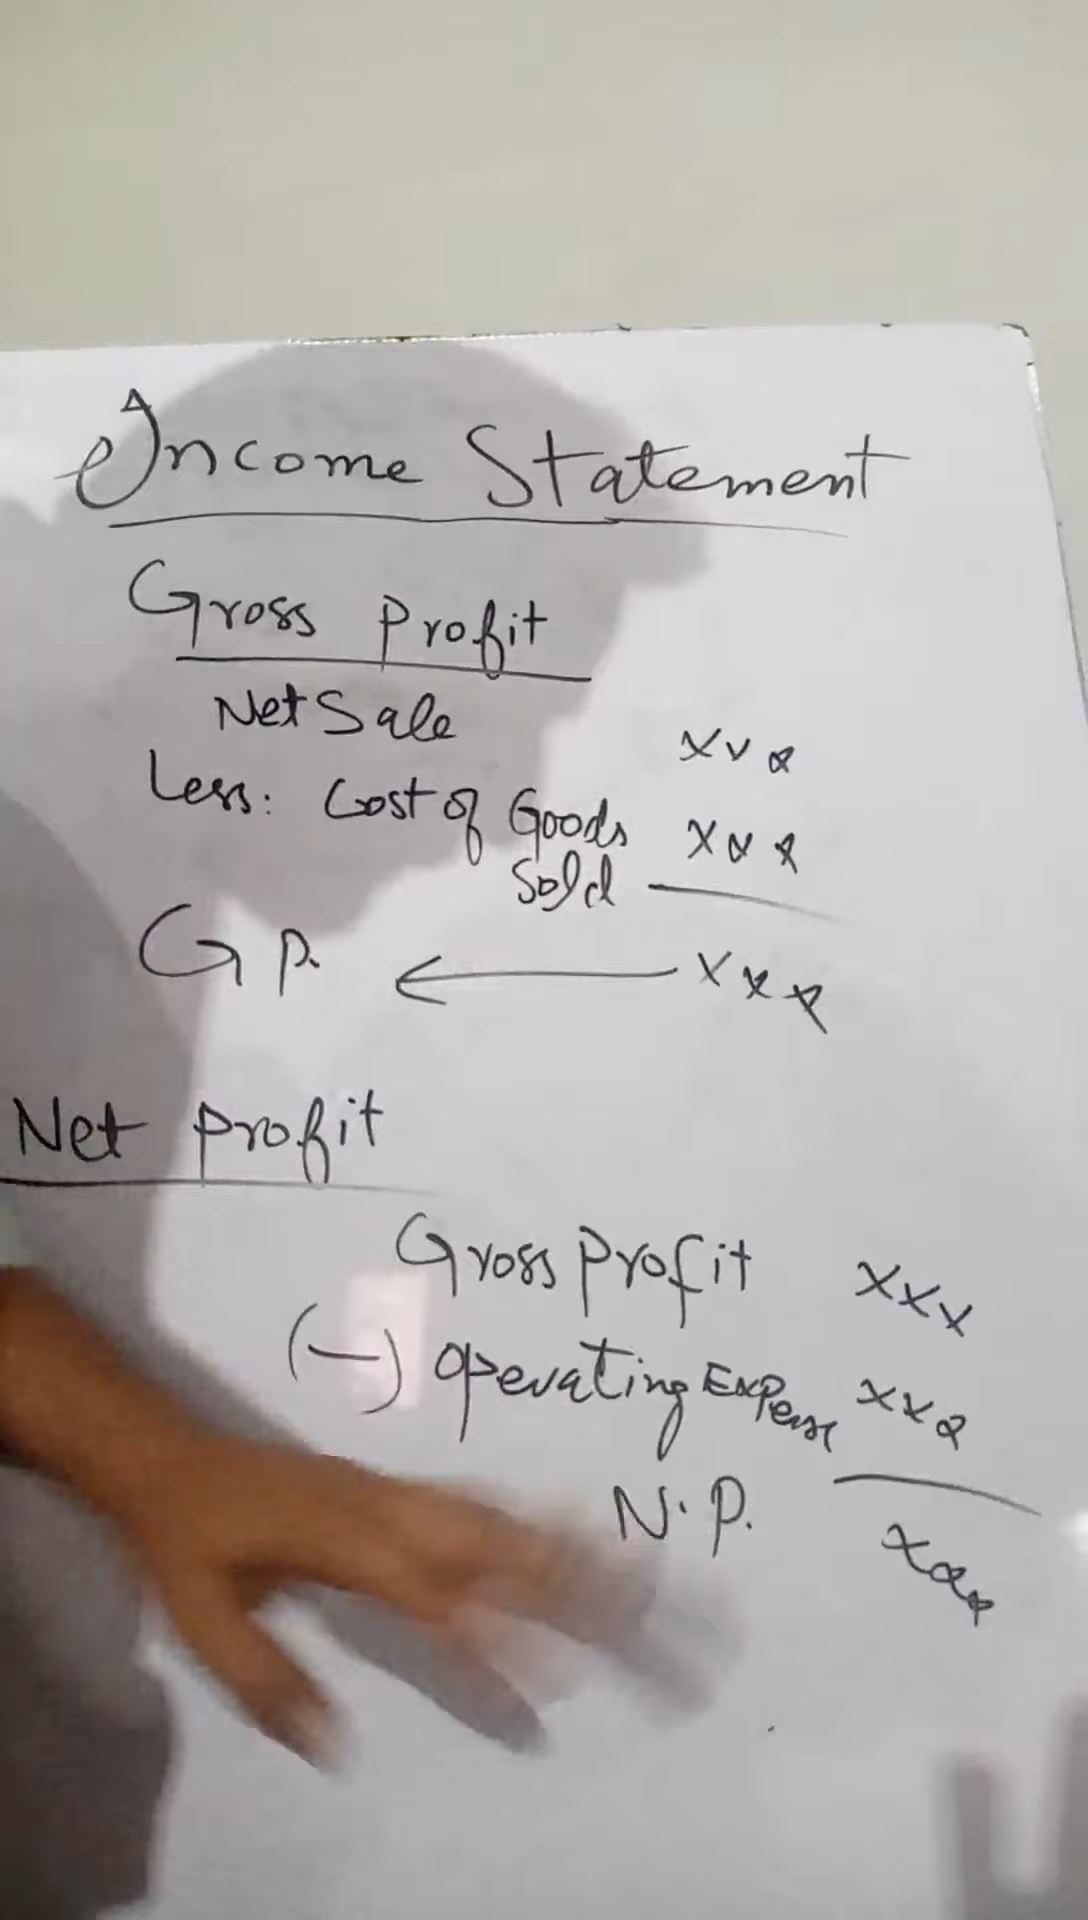 Income Statement
Gross Profit
Net Sale xxx
Less: Cost of Goods Sold xxx
G P. ← xxx
Net Profit
Gross Profit xxx
(-) Operating Expense xxx
N.P. xxx